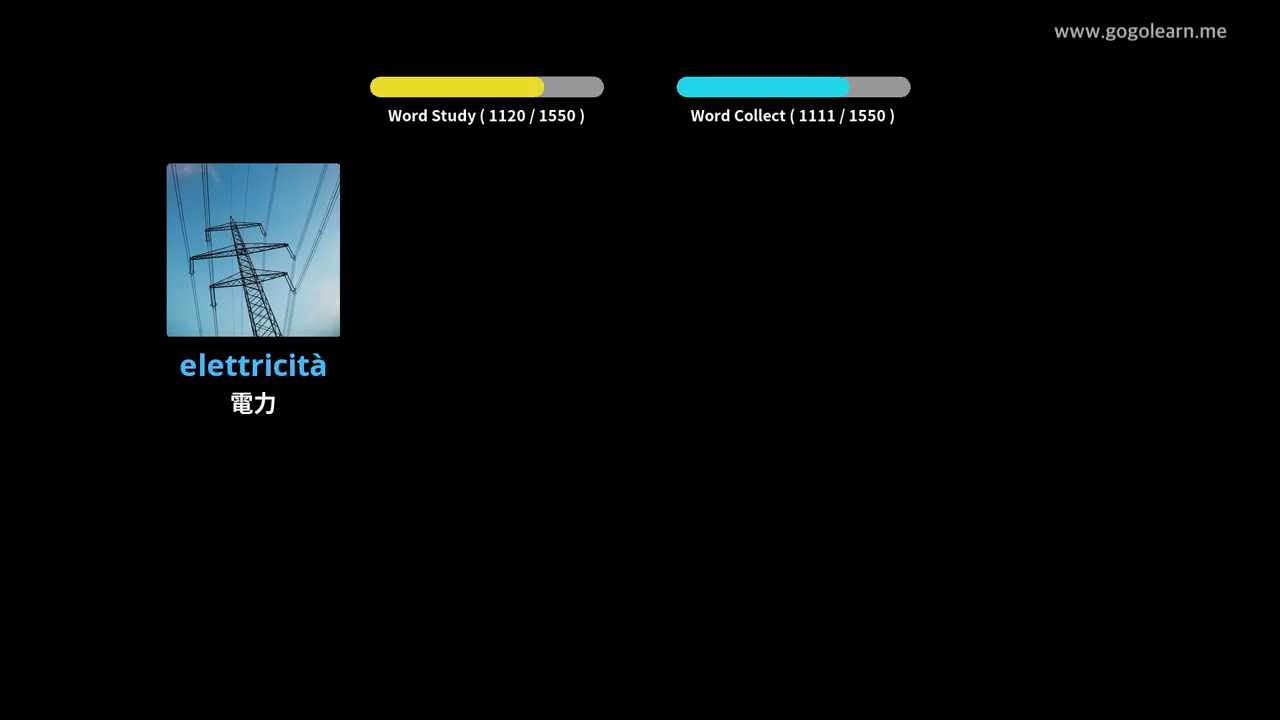 www.gogolearn.me
Word Study ( 1120 / 1550 )
Word Collect ( 1111 / 1550 )
elettricità
電力